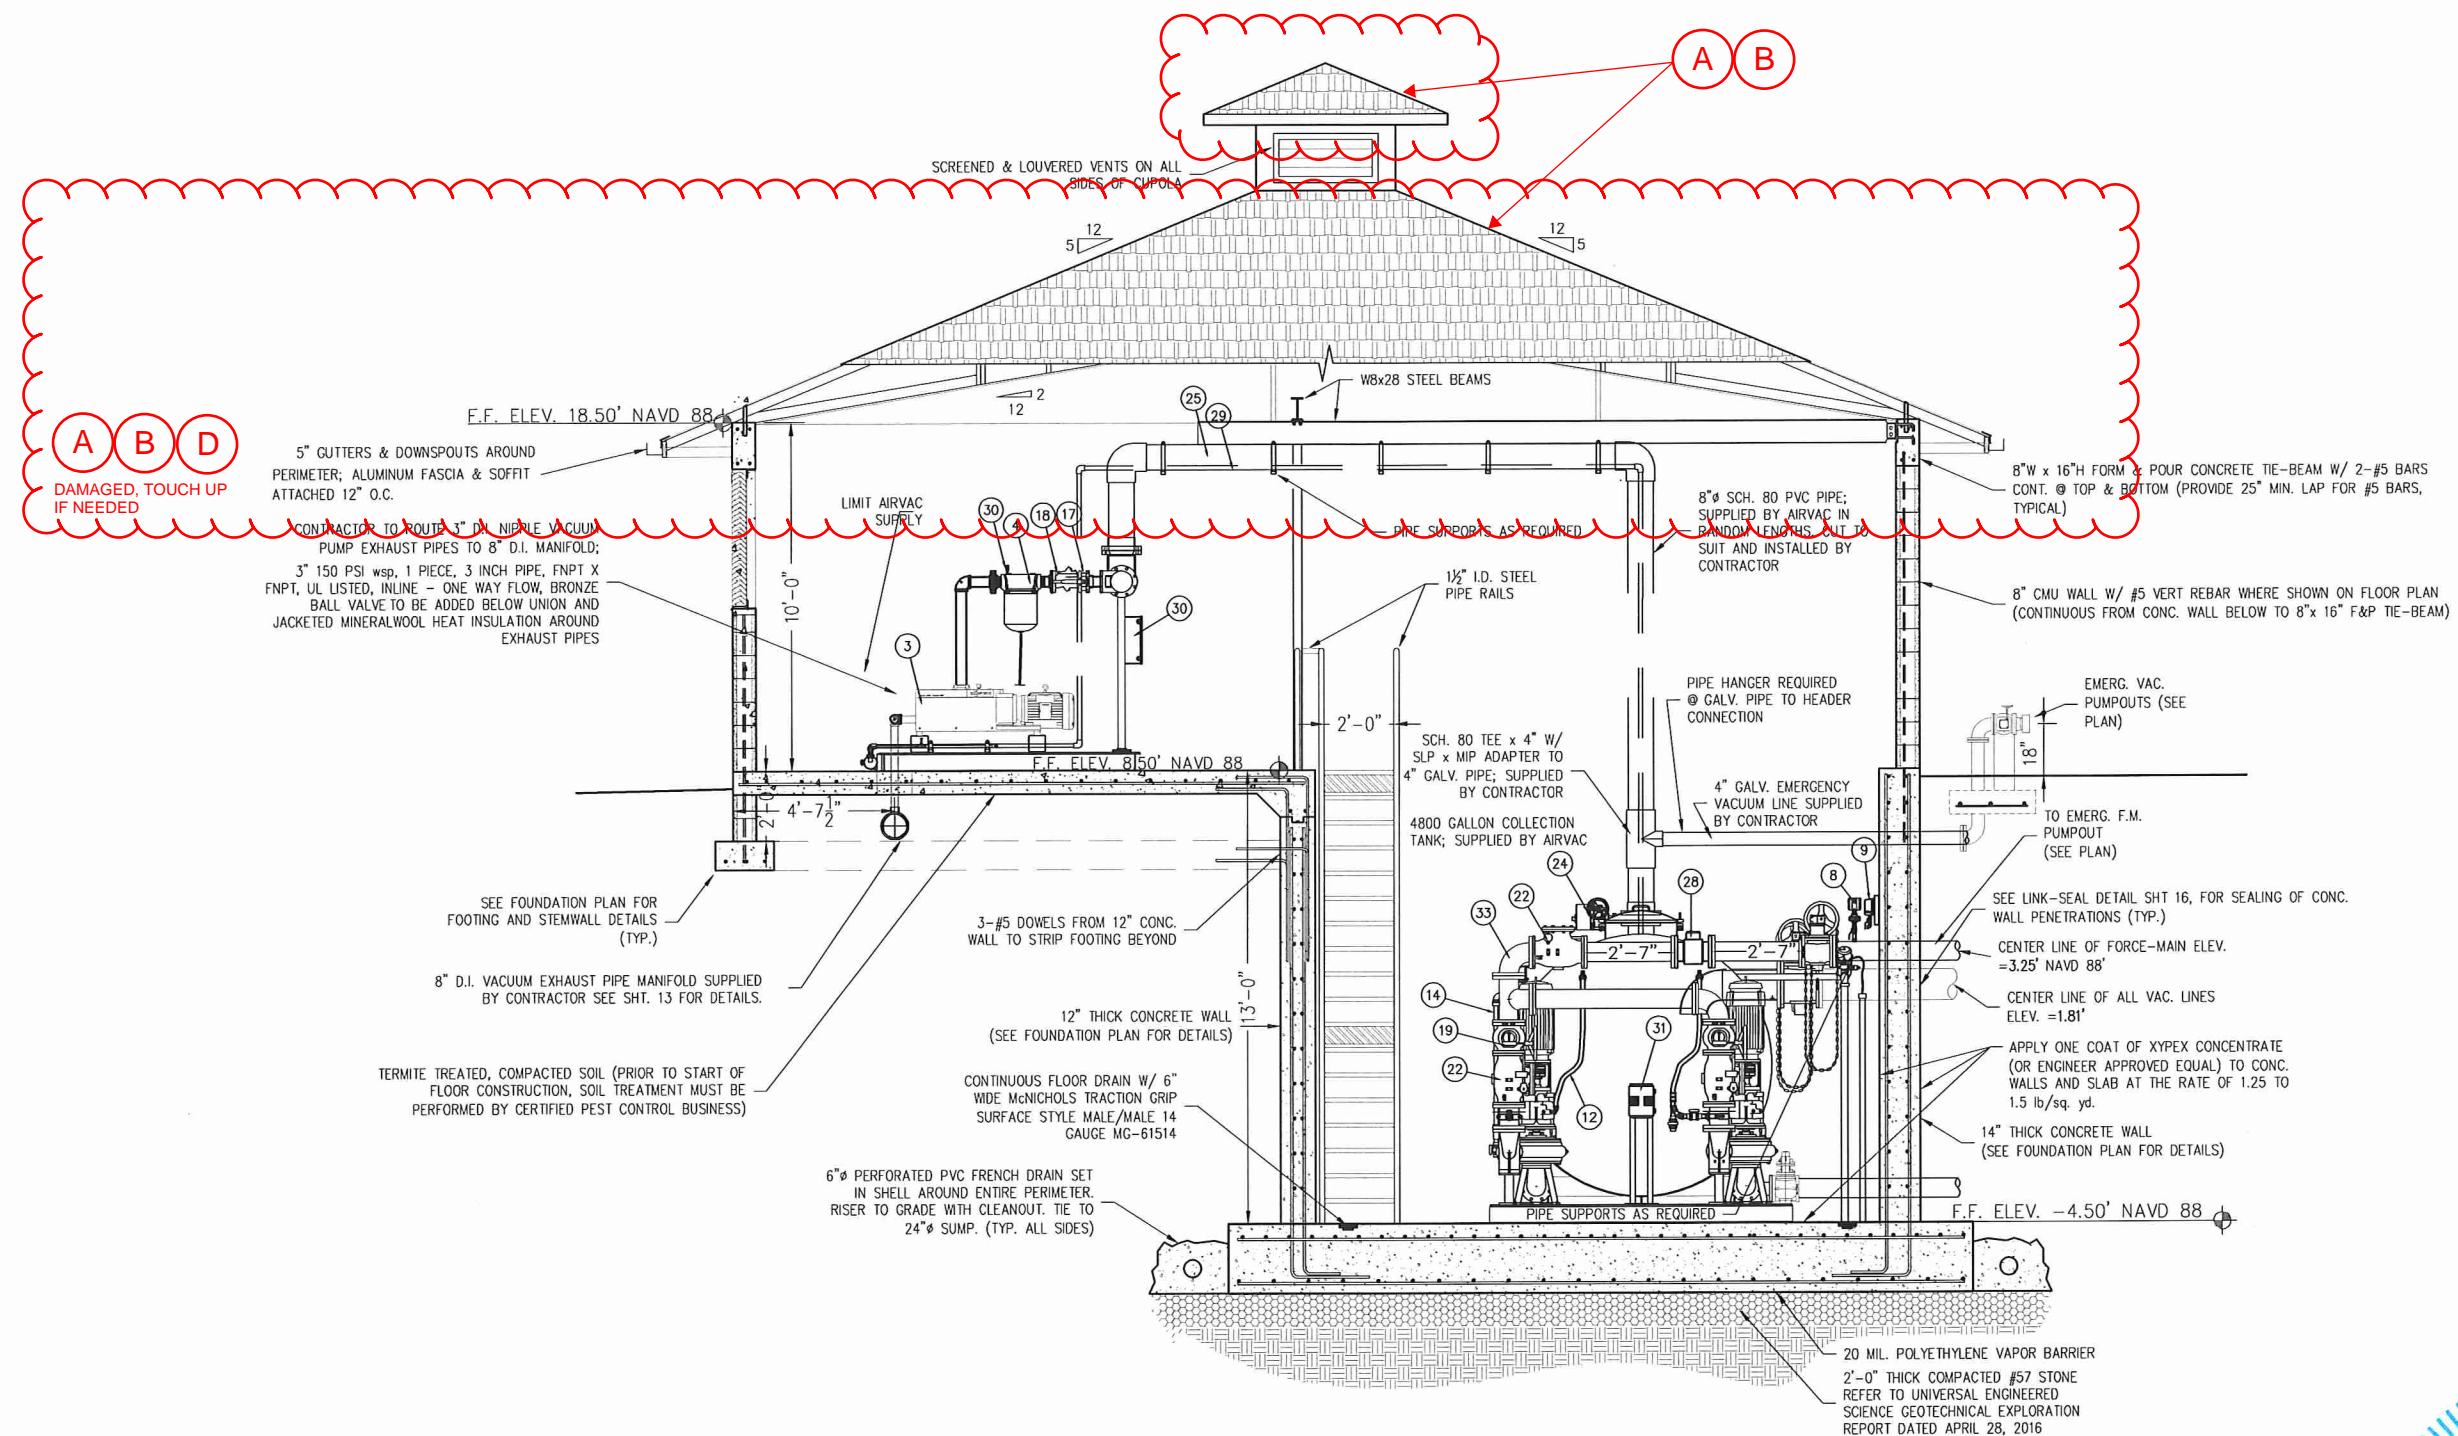 A B
SCREENED & LOUVERED VENTS ON ALL
SIDES OF CUPOLA
12
5
12
5
W8x28 STEEL BEAMS
2
12
25
29
F.F. ELEV. 18.50' NAVD 88
A B D
DAMAGED, TOUCH UP
IF NEEDED
5" GUTTERS & DOWNSPOUTS AROUND
PERIMETER; ALUMINUM FASCIA & SOFFIT
ATTACHED 12" O.C.
CONTRACTOR TO ROUTE 3" D.I. NIPPLE VACUUM
PUMP EXHAUST PIPES TO 8" D.I. MANIFOLD;
3" 150 PSI wsp, 1 PIECE, 3 INCH PIPE, FNPT X
FNPT, UL LISTED, INLINE - ONE WAY FLOW, BRONZE
BALL VALVE TO BE ADDED BELOW UNION AND
JACKETED MINERALWOOL HEAT INSULATION AROUND
EXHAUST PIPES
LIMIT AIRVAC
SUPPLY
30
4
18
17
30
3
10'-0"
PIPE SUPPORTS AS REQUIRED
8"ø SCH. 80 PVC PIPE;
SUPPLIED BY AIRVAC IN
RANDOM LENGTHS. CUT TO
SUIT AND INSTALLED BY
CONTRACTOR
8"W x 16"H FORM & POUR CONCRETE TIE-BEAM W/ 2-#5 BARS
CONT. @ TOP & BOTTOM (PROVIDE 25" MIN. LAP FOR #5 BARS,
TYPICAL)
1½" I.D. STEEL
PIPE RAILS
8" CMU WALL W/ #5 VERT REBAR WHERE SHOWN ON FLOOR PLAN
(CONTINUOUS FROM CONC. WALL BELOW TO 8"x 16" F&P TIE-BEAM)
PIPE HANGER REQUIRED
@ GALV. PIPE TO HEADER
CONNECTION
EMERG. VAC.
PUMPOUTS (SEE
PLAN)
18"
2'-0"
SCH. 80 TEE x 4" W/
SLP x MIP ADAPTER TO
4" GALV. PIPE; SUPPLIED
BY CONTRACTOR
F.F. ELEV. 8.50' NAVD 88
4'-7½"
2'-0"
4" GALV. EMERGENCY
VACUUM LINE SUPPLIED
BY CONTRACTOR
4800 GALLON COLLECTION
TANK; SUPPLIED BY AIRVAC
TO EMERG. F.M.
PUMPOUT
(SEE PLAN)
9
8
24
28
22
33
SEE FOUNDATION PLAN FOR
FOOTING AND STEMWALL DETAILS
(TYP.)
3-#5 DOWELS FROM 12" CONC.
WALL TO STRIP FOOTING BEYOND
SEE LINK-SEAL DETAIL SHT 16, FOR SEALING OF CONC.
WALL PENETRATIONS (TYP.)
2'-7"
2'-7"
CENTER LINE OF FORCE-MAIN ELEV.
=3.25' NAVD 88'
8" D.I. VACUUM EXHAUST PIPE MANIFOLD SUPPLIED
BY CONTRACTOR SEE SHT. 13 FOR DETAILS.
13'-0"
14
19
22
31
12
CENTER LINE OF ALL VAC. LINES
ELEV. =1.81'
12" THICK CONCRETE WALL
(SEE FOUNDATION PLAN FOR DETAILS)
APPLY ONE COAT OF XYPEX CONCENTRATE
(OR ENGINEER APPROVED EQUAL) TO CONC.
WALLS AND SLAB AT THE RATE OF 1.25 TO
1.5 lb/sq. yd.
TERMITE TREATED, COMPACTED SOIL (PRIOR TO START OF
FLOOR CONSTRUCTION, SOIL TREATMENT MUST BE
PERFORMED BY CERTIFIED PEST CONTROL BUSINESS)
CONTINUOUS FLOOR DRAIN W/ 6"
WIDE McNICHOLS TRACTION GRIP
SURFACE STYLE MALE/MALE 14
GAUGE MG-61514
14" THICK CONCRETE WALL
(SEE FOUNDATION PLAN FOR DETAILS)
6"ø PERFORATED PVC FRENCH DRAIN SET
IN SHELL AROUND ENTIRE PERIMETER.
RISER TO GRADE WITH CLEANOUT. TIE TO
24"ø SUMP. (TYP. ALL SIDES)
PIPE SUPPORTS AS REQUIRED
F.F. ELEV. -4.50' NAVD 88
20 MIL. POLYETHYLENE VAPOR BARRIER
2'-0" THICK COMPACTED #57 STONE
REFER TO UNIVERSAL ENGINEERED
SCIENCE GEOTECHNICAL EXPLORATION
REPORT DATED APRIL 28, 2016